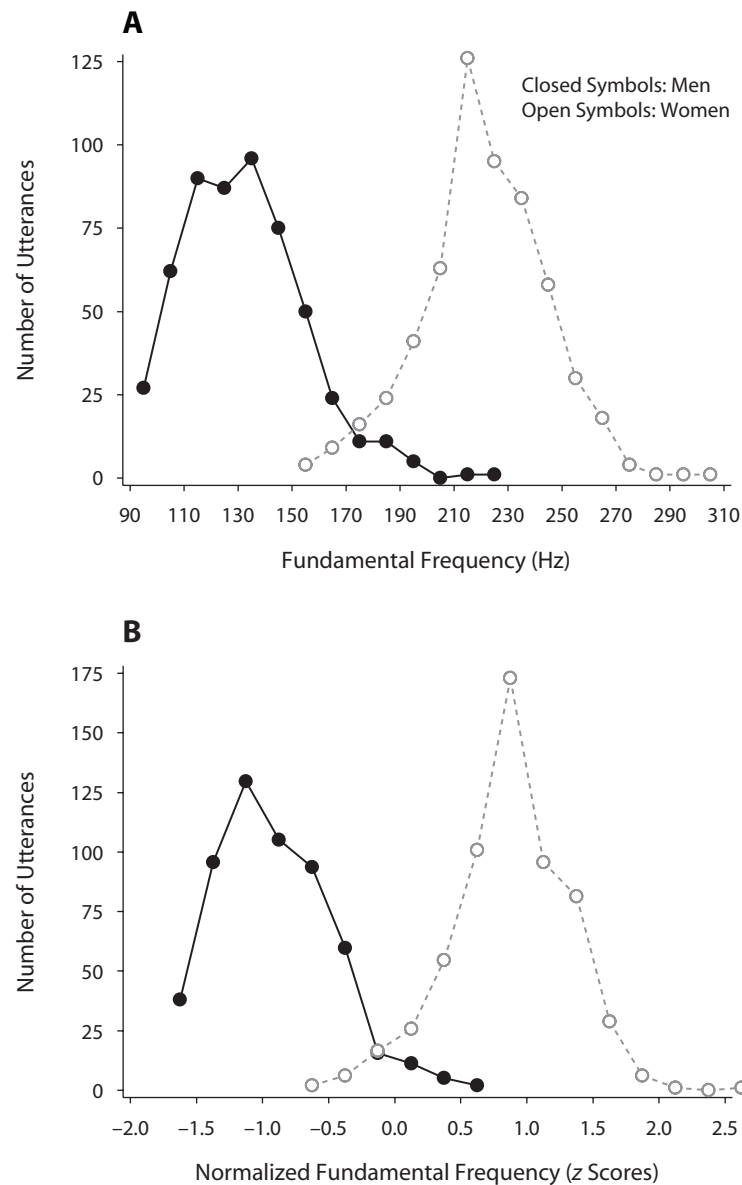 A
125
100
75
50
25
0
Number of Utterances
Closed Symbols: Men
Open Symbols: Women
90 110 130 150 170 190 210 230 250 270 290 310
Fundamental Frequency (Hz)
B
175
150
125
100
75
50
25
0
Number of Utterances
–2.0 –1.5 –1.0 –0.5 0.0 0.5 1.0 1.5 2.0 2.5
Normalized Fundamental Frequency (z Scores)